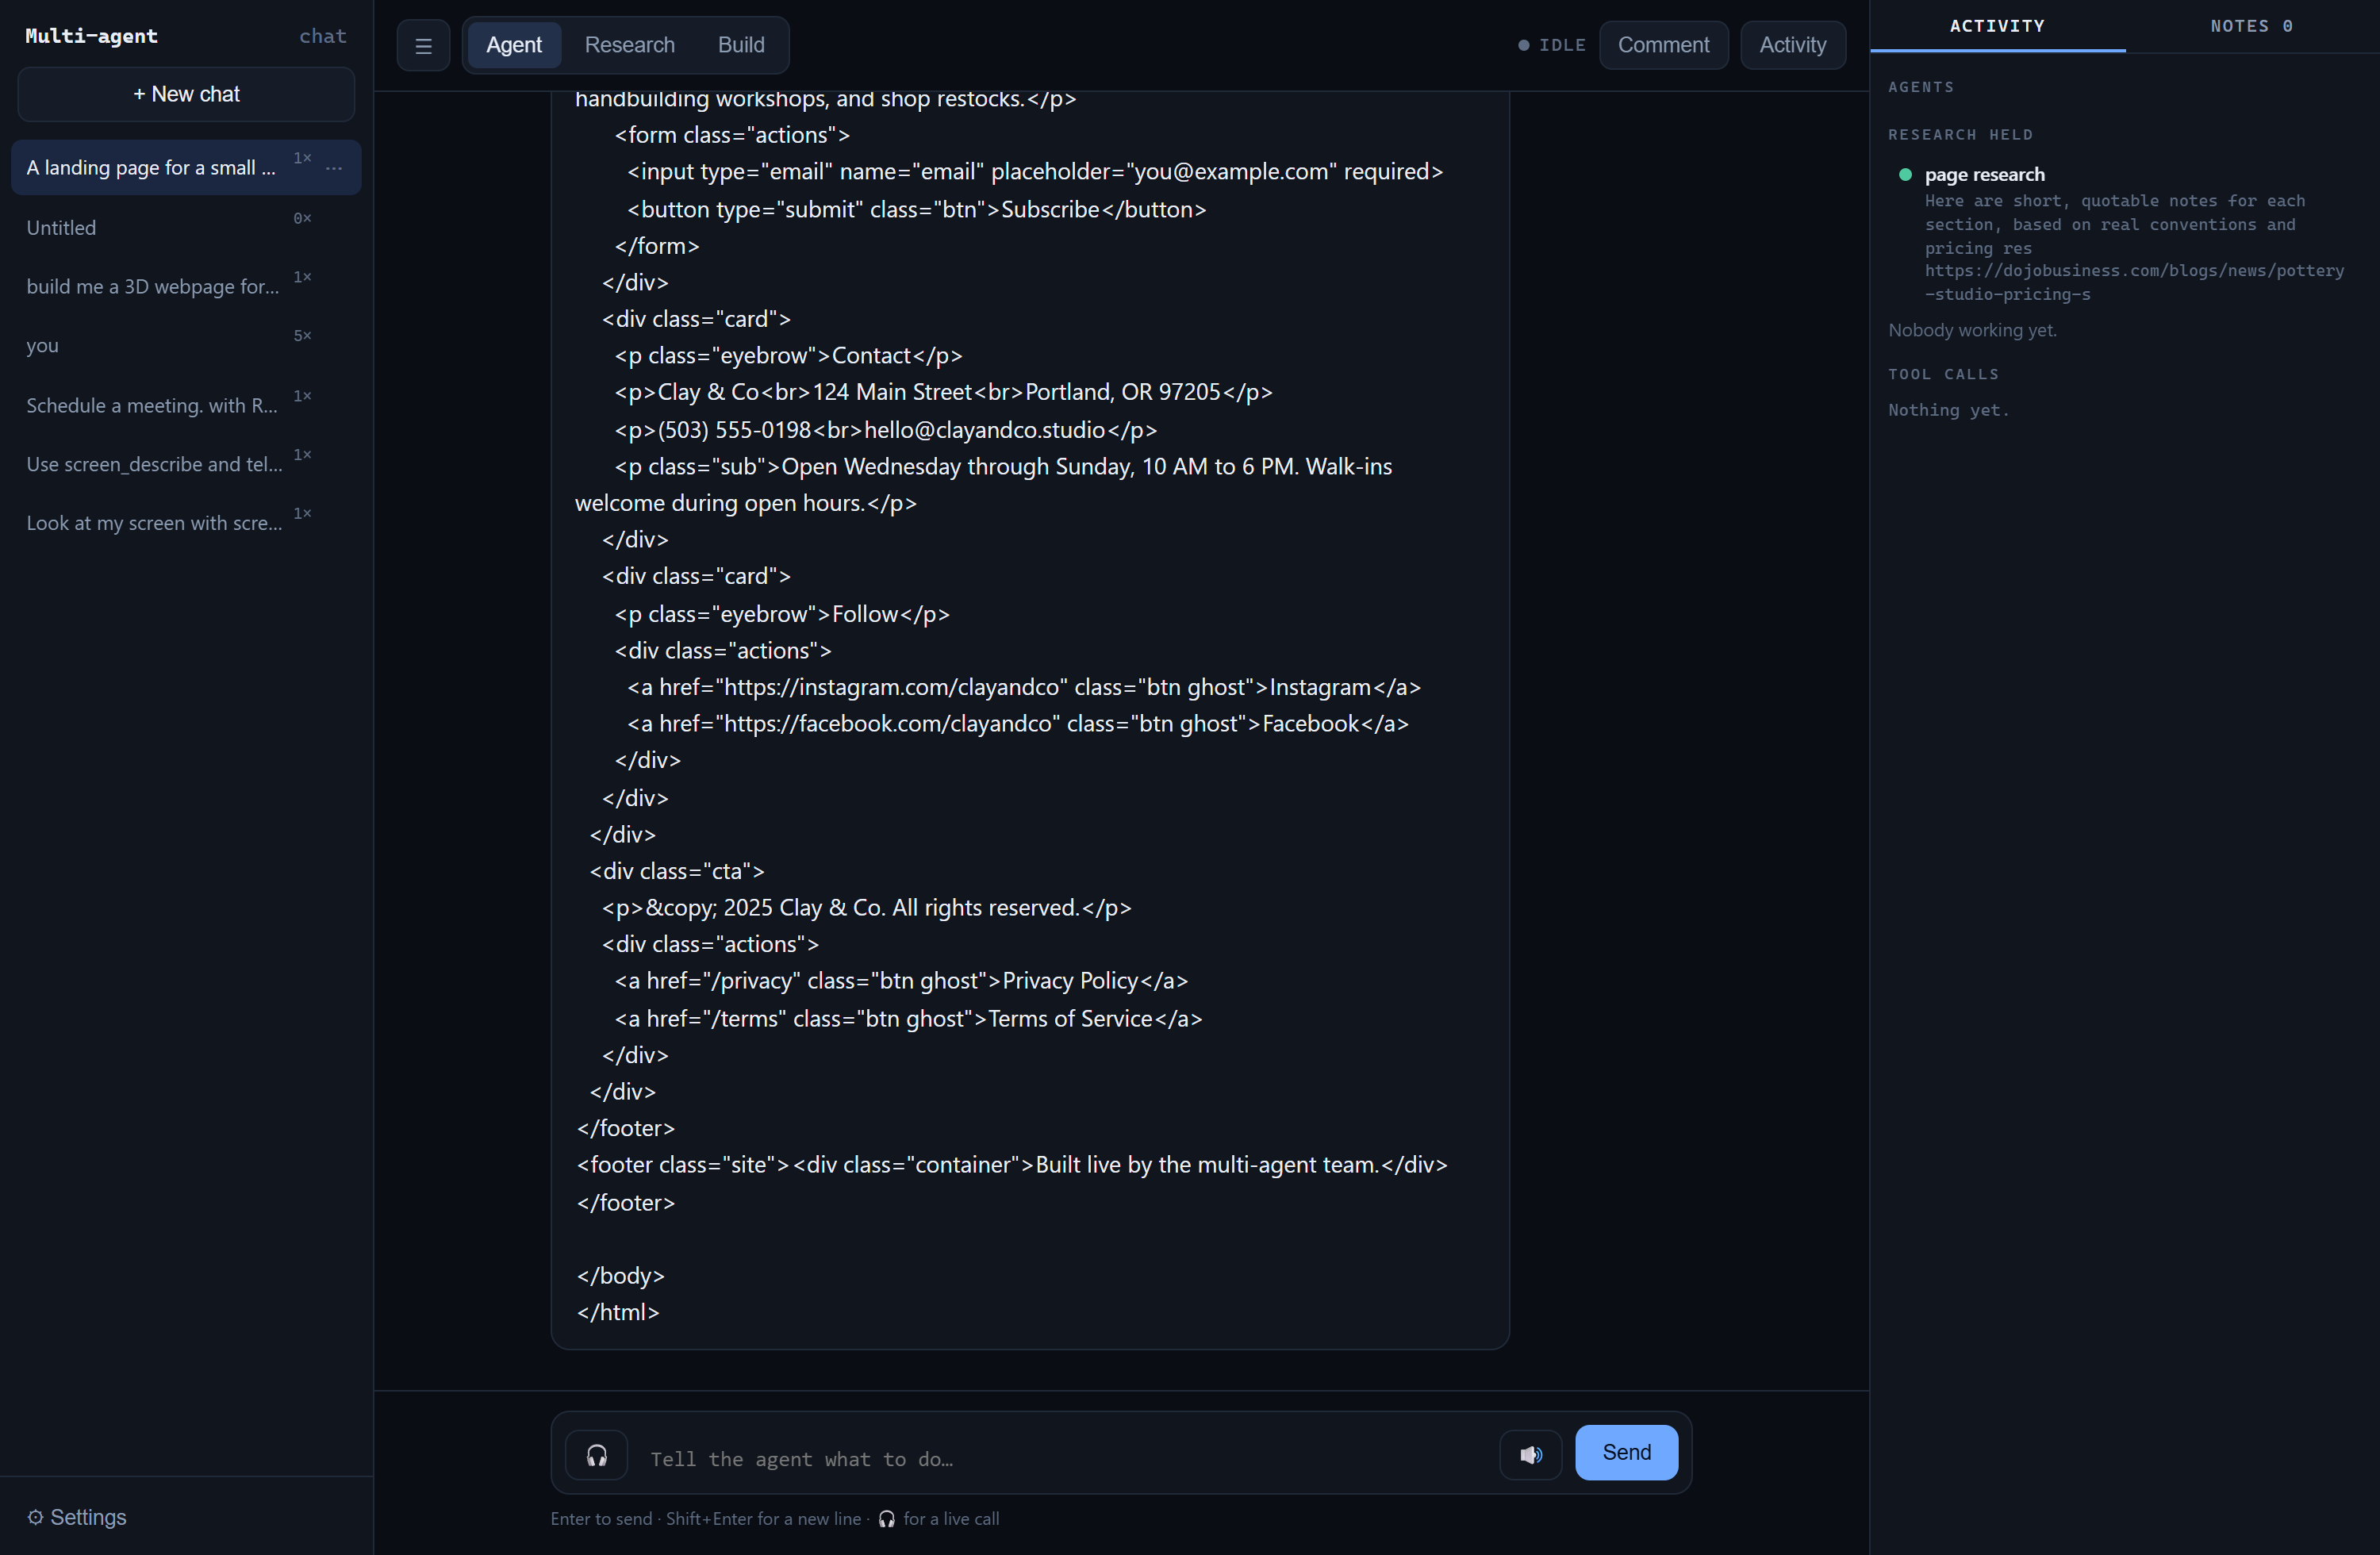 Multi-agent
chat
+ New chat
A landing page for a small ...
1×
···
Untitled
0×
build me a 3D webpage for...
1×
you
5×
Schedule a meeting. with R...
1×
Use screen_describe and tel...
1×
Look at my screen with scre...
1×
⚙ Settings
☰
Agent
Research
Build
IDLE
Comment
Activity
handbuilding workshops, and shop restocks.</p>
<form class="actions">
<input type="email" name="email" placeholder="you@example.com" required>
<button type="submit" class="btn">Subscribe</button>
</form>
</div>
<div class="card">
<p class="eyebrow">Contact</p>
<p>Clay & Co<br>124 Main Street<br>Portland, OR 97205</p>
<p>(503) 555-0198<br>hello@clayandco.studio</p>
<p class="sub">Open Wednesday through Sunday, 10 AM to 6 PM. Walk-ins
welcome during open hours.</p>
</div>
<div class="card">
<p class="eyebrow">Follow</p>
<div class="actions">
<a href="https://instagram.com/clayandco" class="btn ghost">Instagram</a>
<a href="https://facebook.com/clayandco" class="btn ghost">Facebook</a>
</div>
</div>
</div>
<div class="cta">
<p>&copy; 2025 Clay & Co. All rights reserved.</p>
<div class="actions">
<a href="/privacy" class="btn ghost">Privacy Policy</a>
<a href="/terms" class="btn ghost">Terms of Service</a>
</div>
</div>
</footer>
<footer class="site"><div class="container">Built live by the multi-agent team.</div>
</footer>
</body>
</html>
Tell the agent what to do…
Send
Enter to send · Shift+Enter for a new line · 🎧 for a live call
ACTIVITY
NOTES 0
AGENTS
RESEARCH HELD
page research
Here are short, quotable notes for each
section, based on real conventions and
pricing res
https://dojobusiness.com/blogs/news/pottery
-studio-pricing-s
Nobody working yet.
TOOL CALLS
Nothing yet.